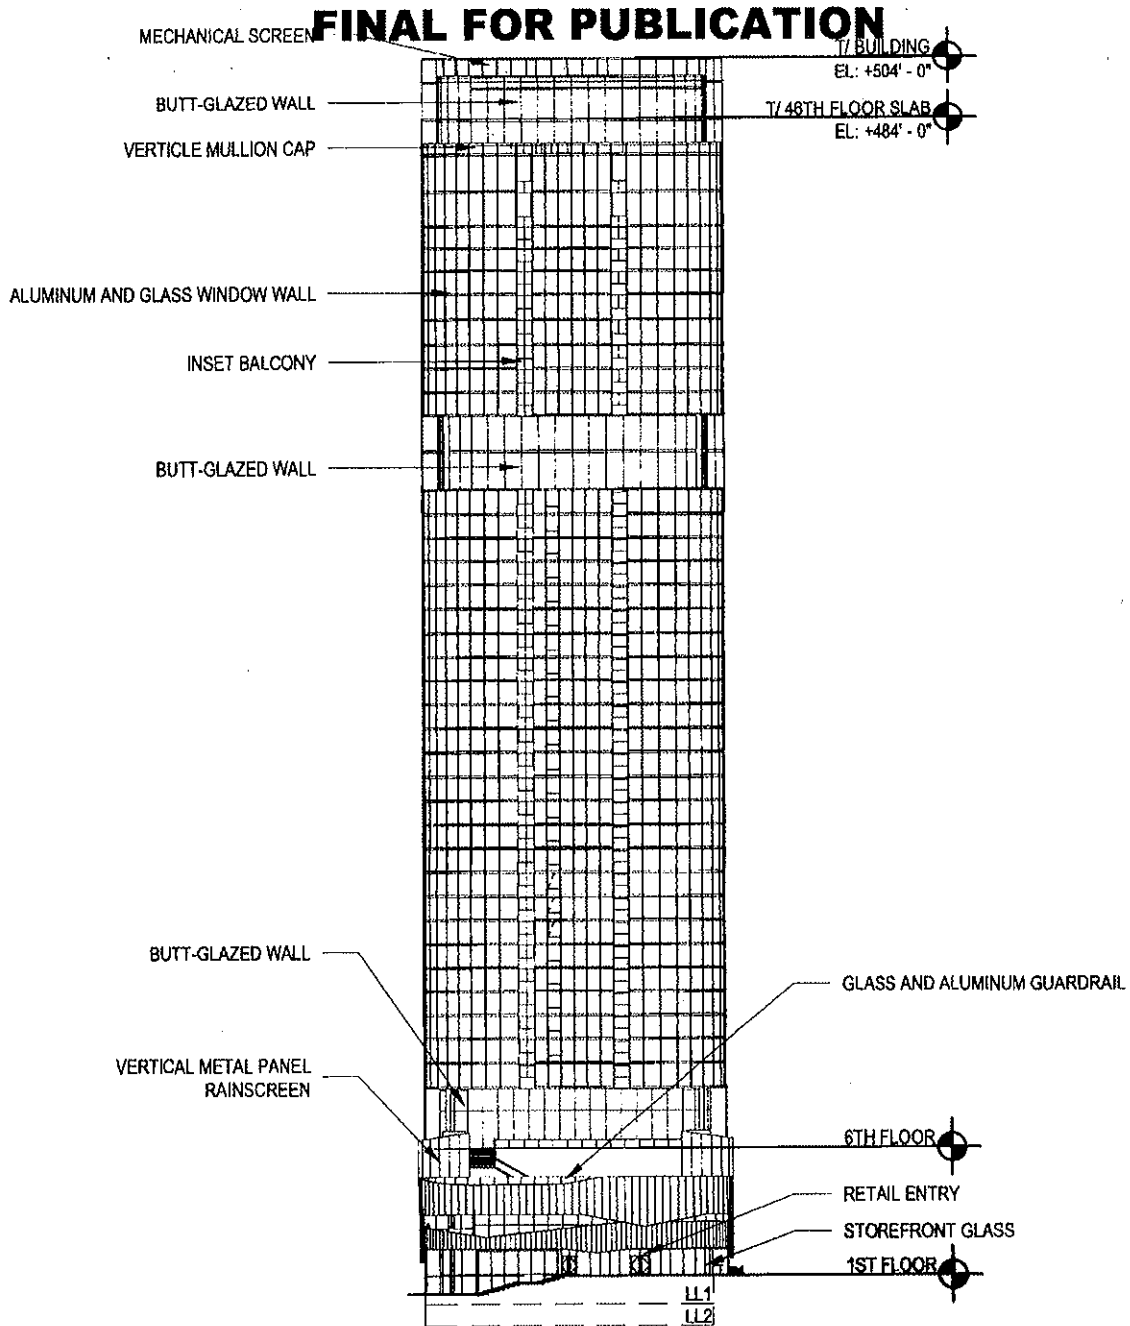 FINAL FOR PUBLICATION
MECHANICAL SCREEN
T/ BUILDING
EL: +504' - 0"
BUTT-GLAZED WALL
T/ 46TH FLOOR SLAB
EL: +484' - 0"
VERTICLE MULLION CAP
ALUMINUM AND GLASS WINDOW WALL
INSET BALCONY
BUTT-GLAZED WALL
BUTT-GLAZED WALL
GLASS AND ALUMINUM GUARDRAIL
VERTICAL METAL PANEL
RAINSCREEN
6TH FLOOR
RETAIL ENTRY
STOREFRONT GLASS
1ST FLOOR
LL1
LL2